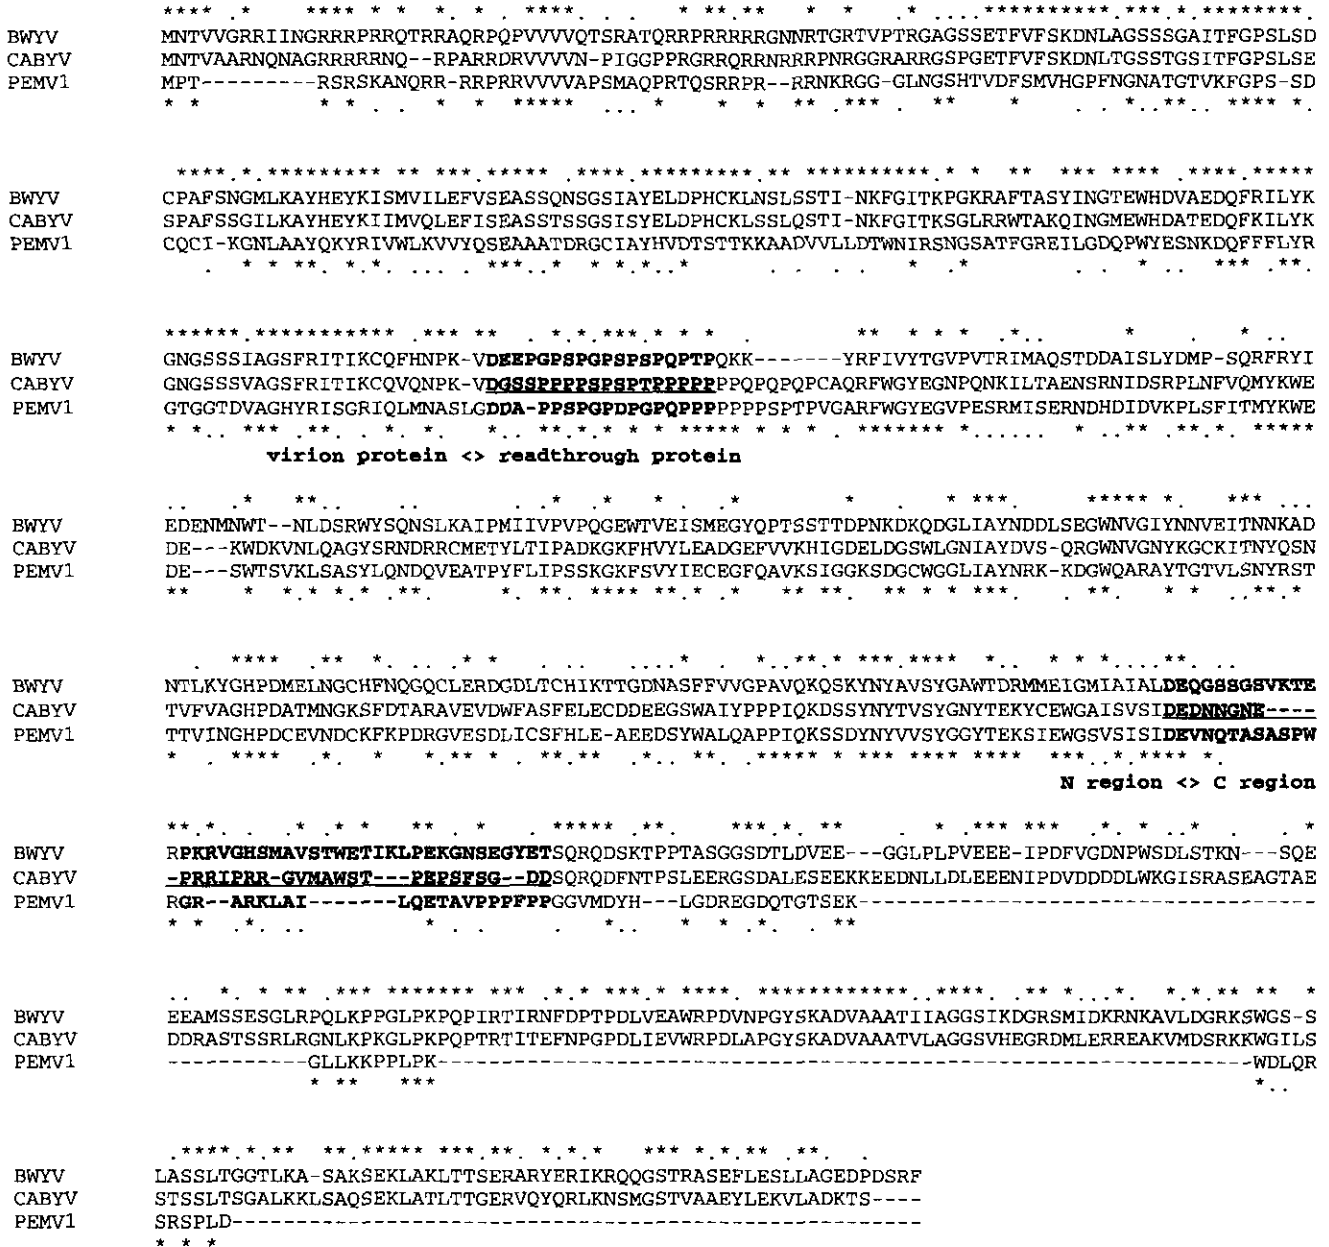 BWYV MNTVVGRRIINGRRRPRRQTRRAQRPQPVVVVQTSRATQRRPRRRRRGNNRTGRTVPTRGAGSSETFVFSKDNLAGSSSGAITFGPSLSD
CABYV MNTVAARNQNAGRRRRRNQ--RPARRDRVVVVN-PIGGPPRGRRQRRNRRRPNRGGRARRGSPGETFVFSKDNLTGSSTGSITFGPSLSE
PEMV1 MPT---------RSRSKANQRR-RRPRRVVVVAPSMAQPRTQSRRPR--RRNKRGG-GLNGSHTVDFSMVHGPFNGNATGTVKFGPS-SD
BWYV CPAFSNGMLKAYHEYKISMVILEFVSEASSQNSGSIAYELDPHCKLNSLSSTI-NKFGITKPGKRAFTASYINGTEWHDVAEDQFRILYK
CABYV SPAFSSGILKAYHEYKIIMVQLEFISEASSTSSGSISYELDPHCKLSSLQSTI-NKFGITKSGLRRWTAKQINGMEWHDATEDQFKILYK
PEMV1 CQCI-KGNLAAYQKYRIVWLKVVYQSEAAATDRGCIAYHVDTSTTKKAADVVLLDTWNIRSNGSATFGREILGDQPWYESNKDQFFFLYR
BWYV GNGSSSIAGSFRITIKCQFHNPK-VDEEPGPSPGPSPSPQPTPQKK-------YRFIVYTGVPVTRIMAQSTDDAISLYDMP-SQRFRYI
CABYV GNGSSSVAGSFRITIKCQVQNPK-VDGSSPPPPSPSPTPPPPPPPQPQPQPCAQRFWGYEGNPQNKILTAENSRNIDSRPLNFVQMYKWE
PEMV1 GTGGTDVAGHYRISGRIQLMNASLGDDA-PPSPGPDPGPQPPPPPPPSPTPVGARFWGYEGVPESRMISERNDHDIDVKPLSFITMYKWE
virion protein <> readthrough protein
BWYV EDENMNWT--NLDSRWYSQNSLKAIPMIIVPVPQGEWTVEISMEGYQPTSSTTDPNKDKQDGLIAYNDDLSEGWNVGIYNNVEITNNKAD
CABYV DE---KWDKVNLQAGYSRNDRRCMETYLTIPADKGKFHVYLEADGEFVVKHIGDELDGSWLGNIAYDVS-QRGWNVGNYKGCKITNYQSN
PEMV1 DE---SWTSVKLSASYLQNDQVEATPYFLIPSSKGKFSVYIECEGFQAVKSIGGKSDGCWGGLIAYNRK-KDGWQARAYTGTVLSNYRST
BWYV NTLKYGHPDMELNGCHFNQGQCLERDGDLTCHIKTTGDNASFFVVGPAVQKQSKYNYAVSYGAWTDRMMEIGMIAIALDEQGSSGSVKTE
CABYV TVFVAGHPDATMNGKSFDTARAVEVDWFASFELECDDEEGSWAIYPPPIQKDSSYNYTVSYGNYTEKYCEWGAISVSIDEDNNGNE----
PEMV1 TTVINGHPDCEVNDCKFKPDRGVESDLICSFHLE-AEEDSYWALQAPPIQKSSDYNYVVSYGGYTEKSIEWGSVSISIDEVNQTASASPW
N region <> C region
BWYV RPKRVGHSMAVSTWETIKLPEKGNSEGYETSQRQDSKTPPTASGGSDTLDVEE---GGLPLPVEEE-IPDFVGDNPWSDLSTKN---SQE
CABYV -PRRIPRR-GVMAWST---PEPSFSG--DDSQRQDFNTPSLEERGSDALESEEKKEEDNLLDLEEENIPDVDDDDLWKGISRASEAGTAE
PEMV1 RGR--ARKLAI-------LQETAVPPPFPPGGVMDYH---LGDREGDQTGTSEK------------------------------------
BWYV EEAMSSESGLRPQLKPPGLPKPQPIRTIRNFDPTPDLVEAWRPDVNPGYSKADVAAATIIAGGSIKDGRSMIDKRNKAVLDGRKSWGS-S
CABYV DDRASTSSRLRGNLKPKGLPKPQPTRTITEFNPGPDLIEVWRPDLAPGYSKADVAAATVLAGGSVHEGRDMLERREAKVMDSRKKWGILS
PEMV1 -----------GLLKKPPLPK----------------------------------------------------------------WDLQR
BWYV LASSLTGGTLKA-SAKSEKLAKLTTSERARYERIKRQQGSTRASEFLESLLAGEDPDSRF
CABYV STSSLTSGALKKLSAQSEKLATLTTGERVQYQRLKNSMGSTVAAEYLEKVLADKTS----
PEMV1 SRSPLD------------------------------------------------------